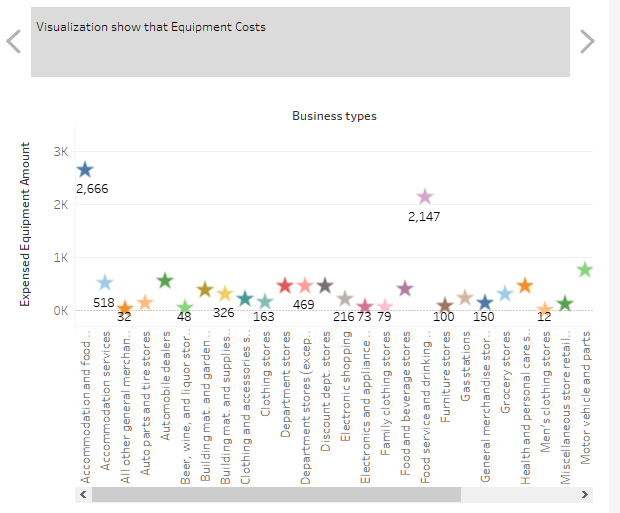 Visualization show that Equipment Costs
Business types
Expensed Equipment Amount
3K
2K
1K
0K
2,666
518
32
48
326
163
469
216
73
79
2,147
100
150
12
Accommodation and food ..
Accommodation services
All other general merchan..
Auto parts and tire stores
Automobile dealers
Beer, wine, and liquor stor..
Building mat. and garden..
Building mat. and supplies..
Clothing and accessories s..
Clothing stores
Department stores
Department stores (excep..
Discount dept. stores
Electronic shopping
Electronics and appliance..
Family clothing stores
Food and beverage stores
Food service and drinking..
Furniture stores
Gas stations
General merchandise stor..
Grocery stores
Health and personal care s..
Men's clothing stores
Miscellaneous store retail..
Motor vehicle and parts